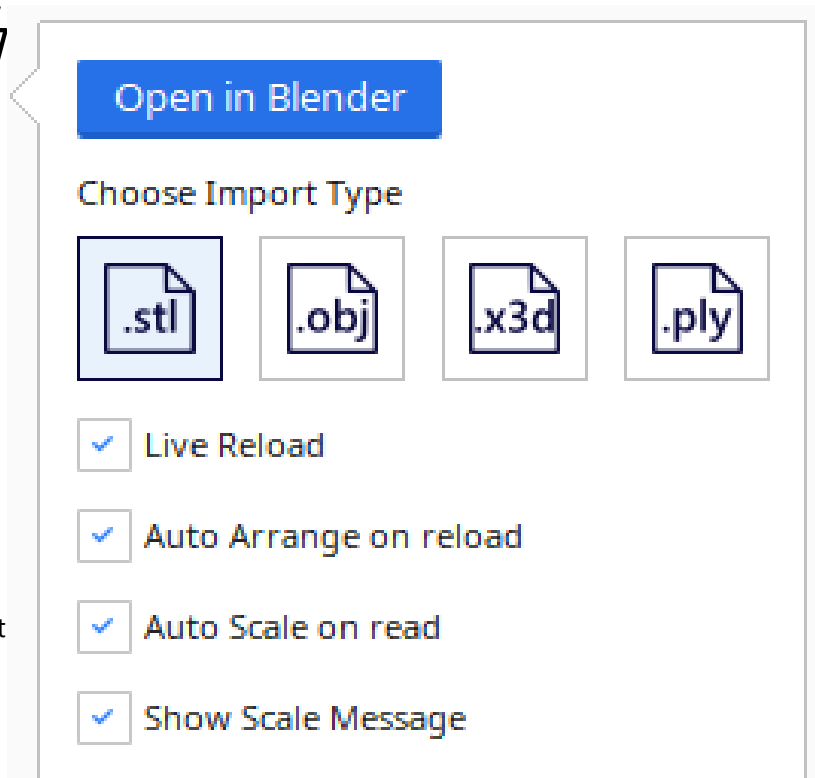 Open in Blender
Choose Import Type
.stl .obj .x3d .ply
Live Reload
Auto Arrange on reload
Auto Scale on read
t
Show Scale Message